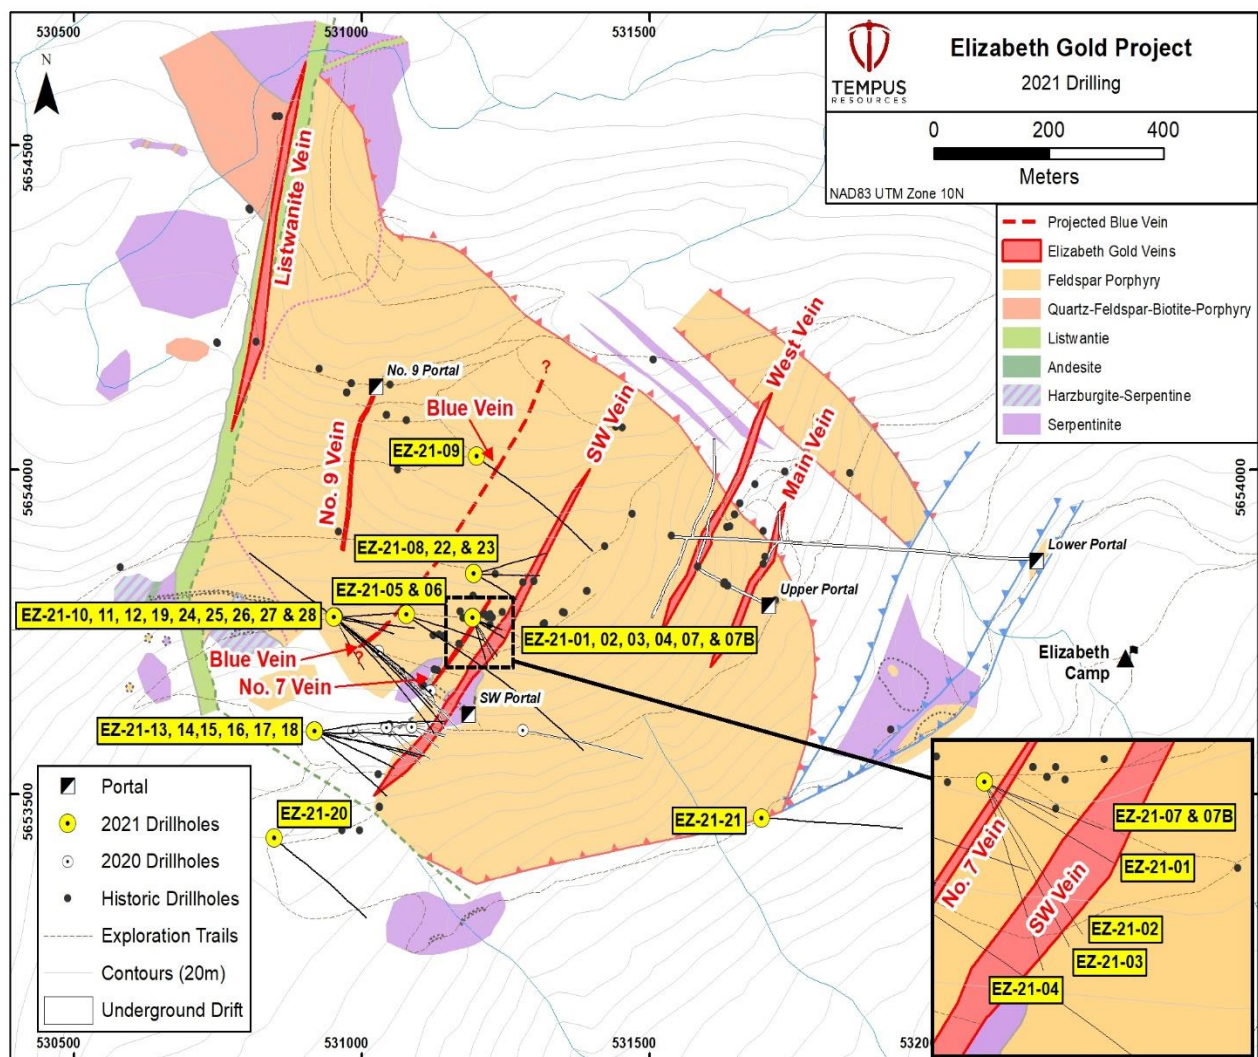 530500
531000
531500
N
5654500
5654000
5653500
TEMPUS
RESOURCES
Elizabeth Gold Project
2021 Drilling
0 200 400
Meters
NAD83 UTM Zone 10N
Projected Blue Vein
Elizabeth Gold Veins
Feldspar Porphyry
Quartz-Feldspar-Biotite-Porphyry
Listwantie
Andesite
Harzburgite-Serpentine
Serpentinite
Listwanite Vein
No. 9 Portal
?
Blue Vein
EZ-21-09
No. 9 Vein
SW Vein
West Vein
Main Vein
5654000
Lower Portal
Upper Portal
EZ-21-08, 22, & 23
EZ-21-05 & 06
EZ-21-10, 11, 12, 19, 24, 25, 26, 27 & 28
EZ-21-01, 02, 03, 04, 07, & 07B
Blue Vein
?
No. 7 Vein
SW Portal
Elizabeth
Camp
EZ-21-13, 14,15, 16, 17, 18
EZ-21-20
EZ-21-21
Portal
2021 Drillholes
2020 Drillholes
Historic Drillholes
Exploration Trails
Contours (20m)
Underground Drift
No. 7 Vein
SW Vein
EZ-21-07 & 07B
EZ-21-01
EZ-21-02
EZ-21-03
EZ-21-04
530500
531000
531500